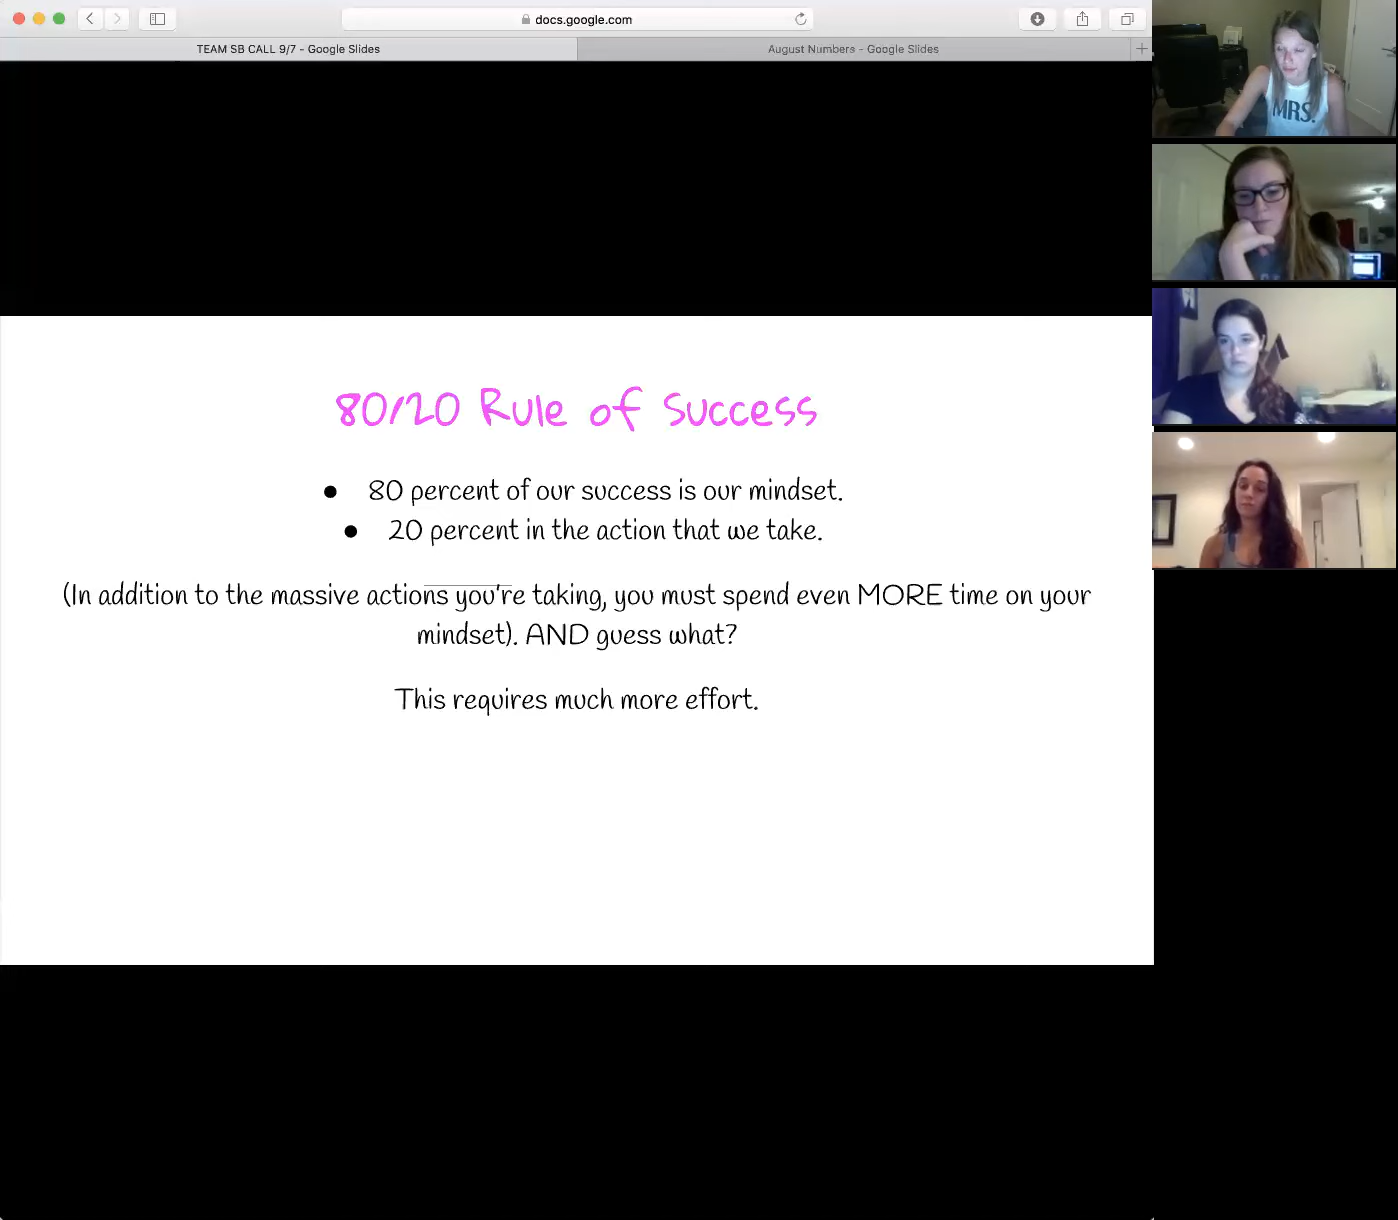 docs.google.com
TEAM SB CALL 9/7 - Google Slides
August Numbers - Google Slides
MRS.
80/20 Rule of Success
● 80 percent of our success is our mindset.
● 20 percent in the action that we take.
(In addition to the massive actions you're taking, you must spend even MORE time on your
mindset). AND guess what?
This requires much more effort.